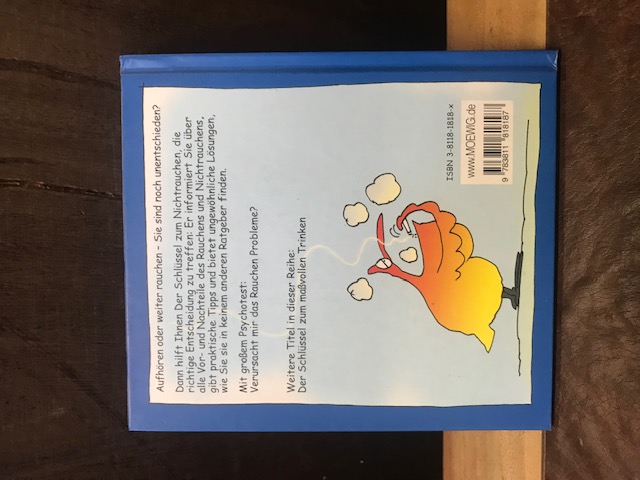 Aufhören oder weiter rauchen - Sie sind noch unentschieden?
Dann hilft Ihnen Der Schlüssel zum Nichtrauchen, die
richtige Entscheidung zu treffen: Er informiert Sie über
alle Vor- und Nachteile des Rauchens und Nichtrauchens,
gibt praktische Tipps und bietet ungewöhnliche Lösungen,
wie Sie sie in keinem anderen Ratgeber finden.
Mit großem Psychotest:
Verursacht mir das Rauchen Probleme?
Weitere Titel in dieser Reihe:
Der Schlüssel zum maßvollen Trinken
ISBN 3-8118-1818-x
www.MOEWIG.de
9 783811 818187